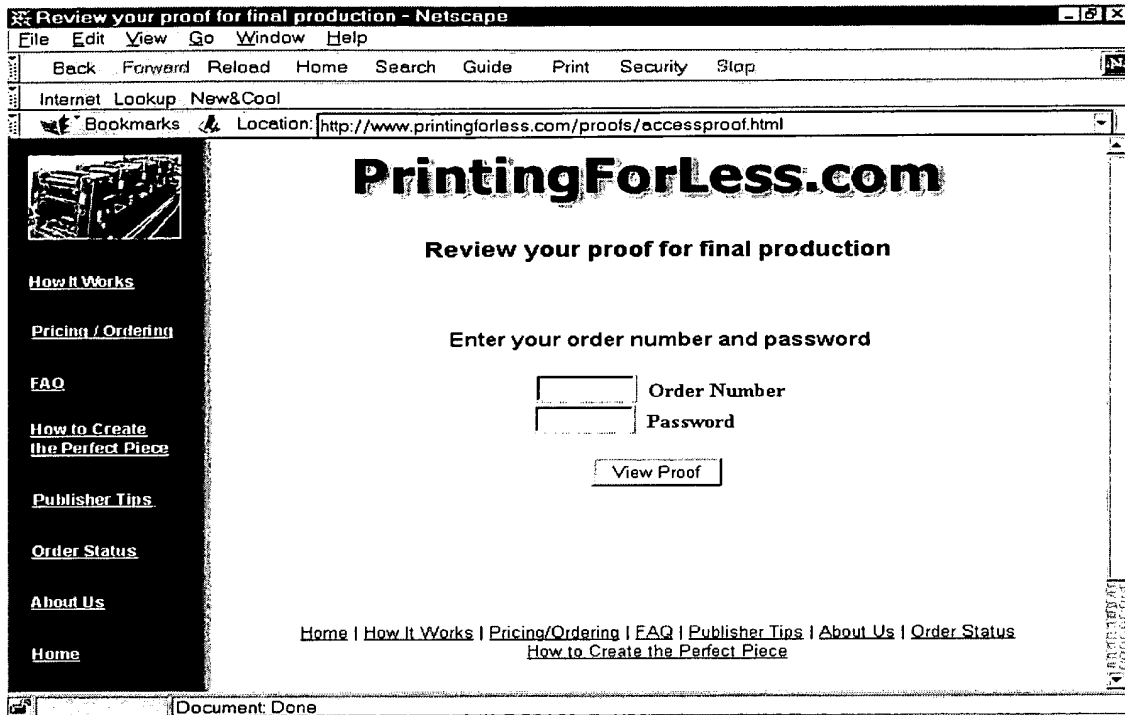 Review your proof for final production - Netscape
File Edit View Go Window Help
Back Forward Reload Home Search Guide Print Security Stop
Internet Lookup New&Cool
Bookmarks Location: http://www.printingforless.com/proofs/accessproof.html
PrintingForLess.com
Review your proof for final production
Enter your order number and password
Order Number
Password
View Proof
How It Works
Pricing / Ordering
FAQ
How to Create
the Perfect Piece
Publisher Tips
Order Status
About Us
Home
Home | How It Works | Pricing/Ordering | FAQ | Publisher Tips | About Us | Order Status
How to Create the Perfect Piece
Document: Done